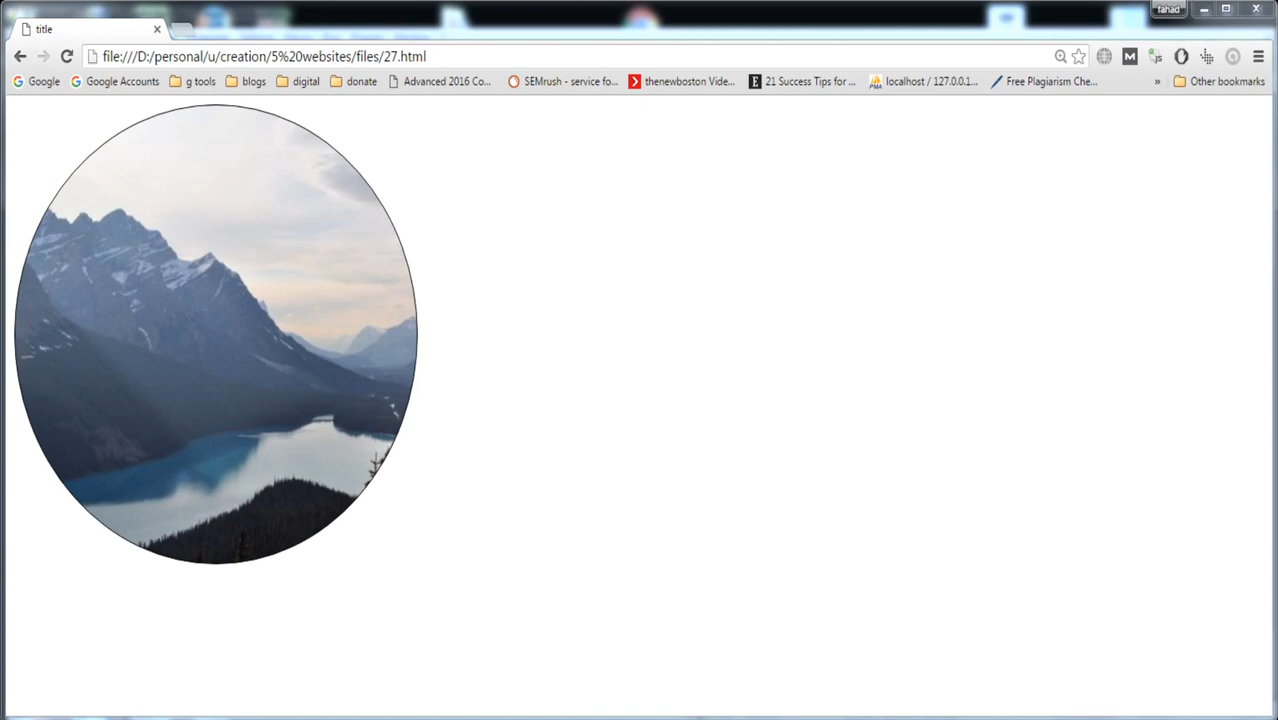 fahad
title
file:///D:/personal/u/creation/5%20websites/files/27.html
Google Google Accounts g tools blogs digital donate Advanced 2016 Co... SEMrush - service fo... thenewboston Vide... 21 Success Tips for ... localhost / 127.0.0.1... Free Plagiarism Che... » Other bookmarks